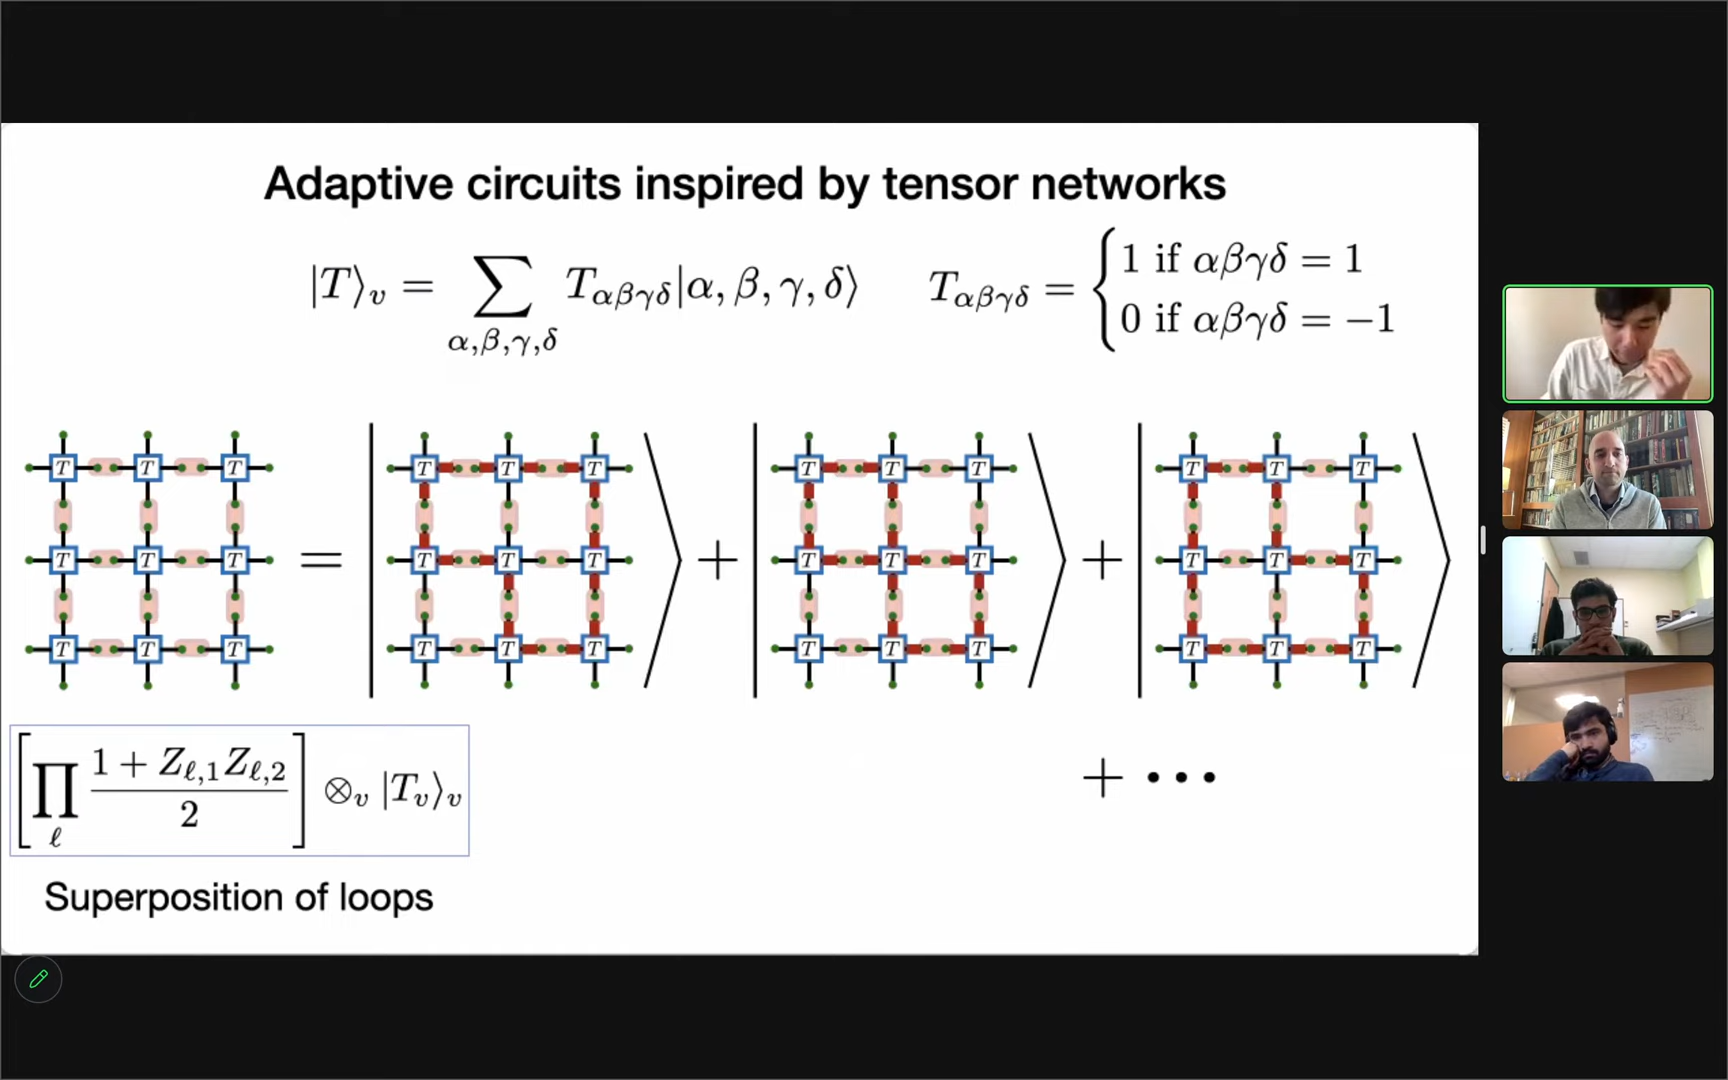 Adaptive circuits inspired by tensor networks
|T⟩_v = ∑_{α,β,γ,δ} T_{αβγδ}|α, β, γ, δ⟩   T_{αβγδ} = { 1 if αβγδ = 1
0 if αβγδ = −1
T T T   T T T   T T T   T T T
T T T = | T T T ⟩ + | T T T ⟩ + | T T T ⟩
T T T   T T T   T T T   T T T
[∏_ℓ (1 + Z_{ℓ,1}Z_{ℓ,2})/2] ⊗_v |T_v⟩_v   + ⋯
Superposition of loops